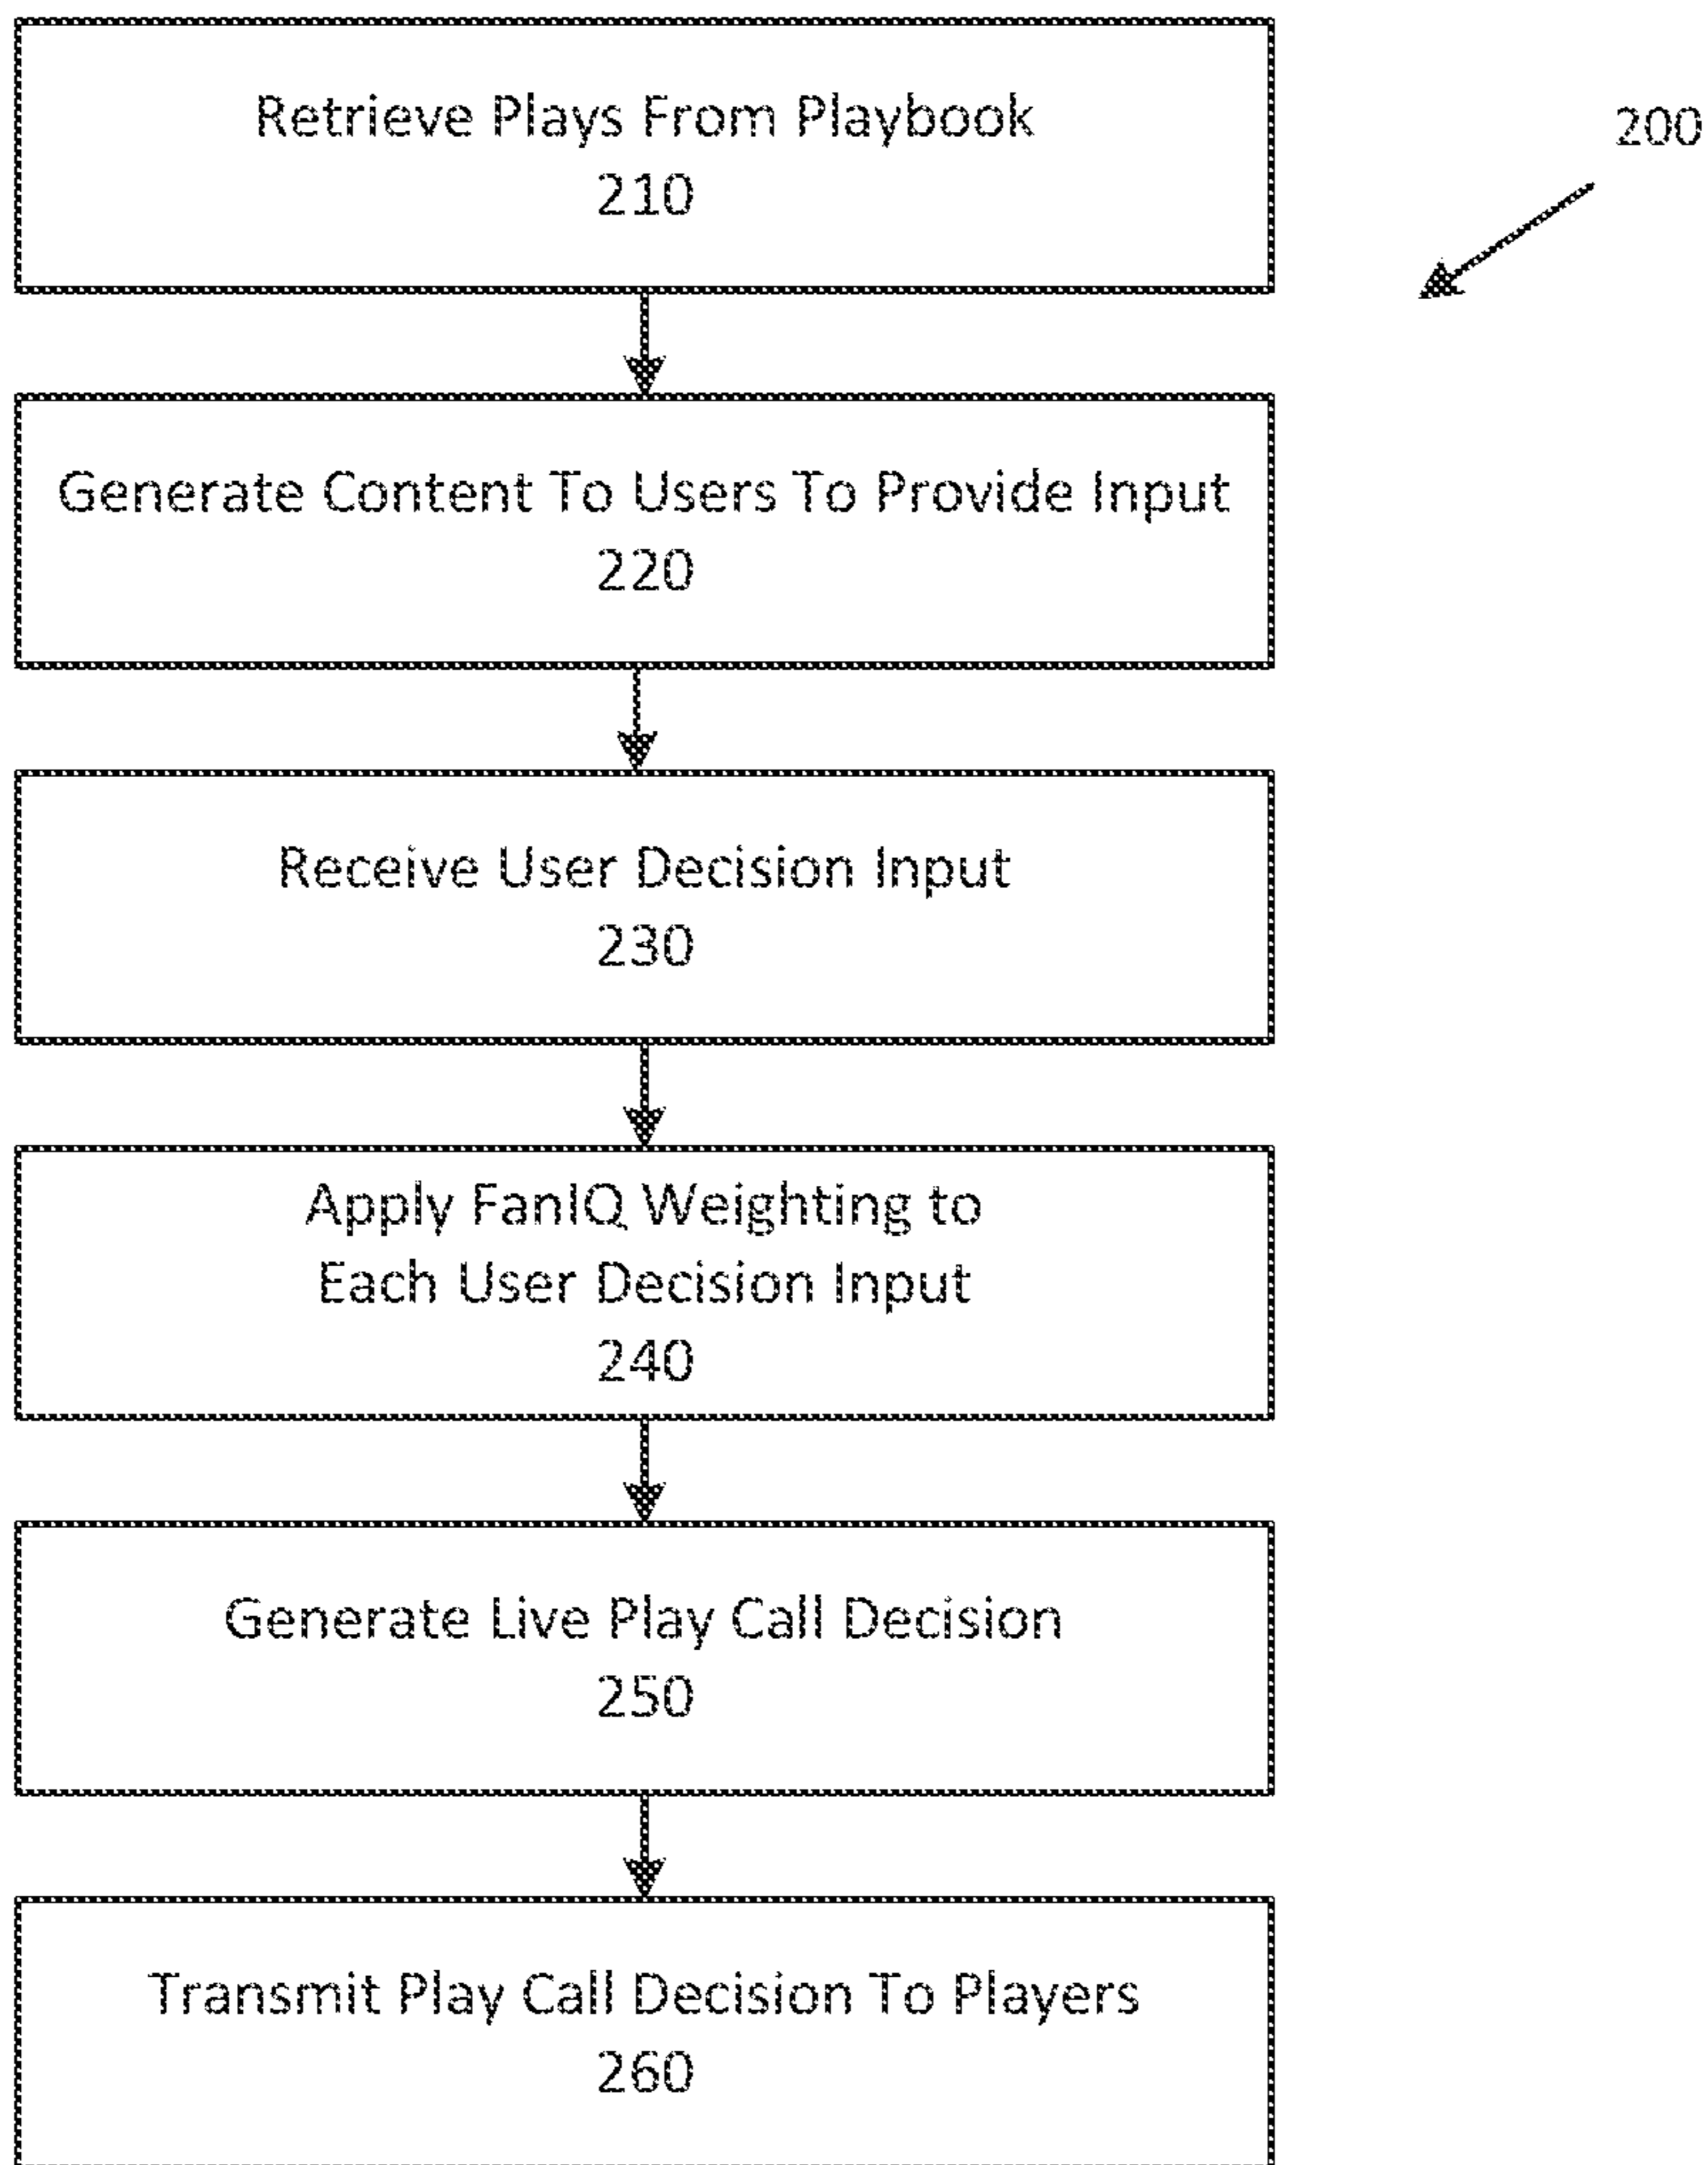 Retrieve Plays From Playbook
210
200
Generate Content To Users To Provide Input
220
Receive User Decision Input
230
Apply FanIQ Weighting to
Each User Decision Input
240
Generate Live Play Call Decision
250
Transmit Play Call Decision To Players
260